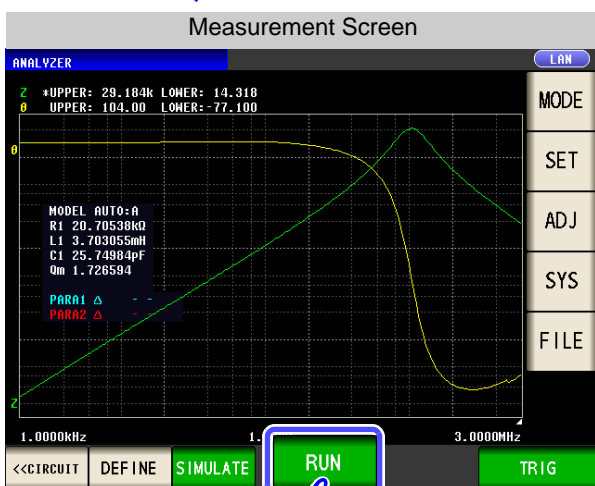 Measurement Screen
ANALYZER
LAN
Z *UPPER: 29.184k LOWER: 14.318
θ UPPER: 104.00 LOWER:-77.100
MODE
SET
ADJ
SYS
FILE
θ
MODEL AUTO:A
R1 20.70538kΩ
L1 3.703055mH
C1 25.74984pF
Qm 1.726594
PARA1 Δ - -
PARA2 Δ - -
Z
1.0000kHz
3.0000MHz
<<CIRCUIT
DEFINE
SIMULATE
RUN
TRIG